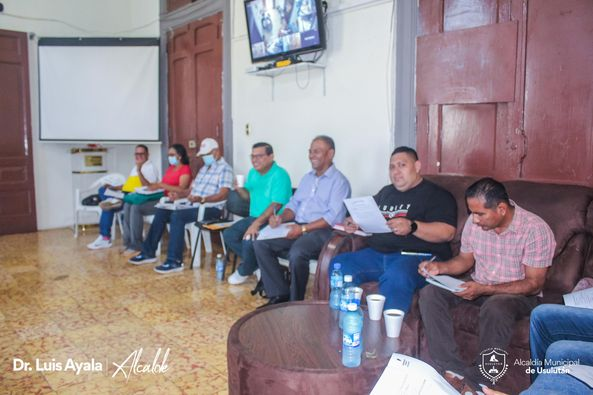 Dr. Luis Ayala Alcalde
Alcaldía Municipal
de Usulután